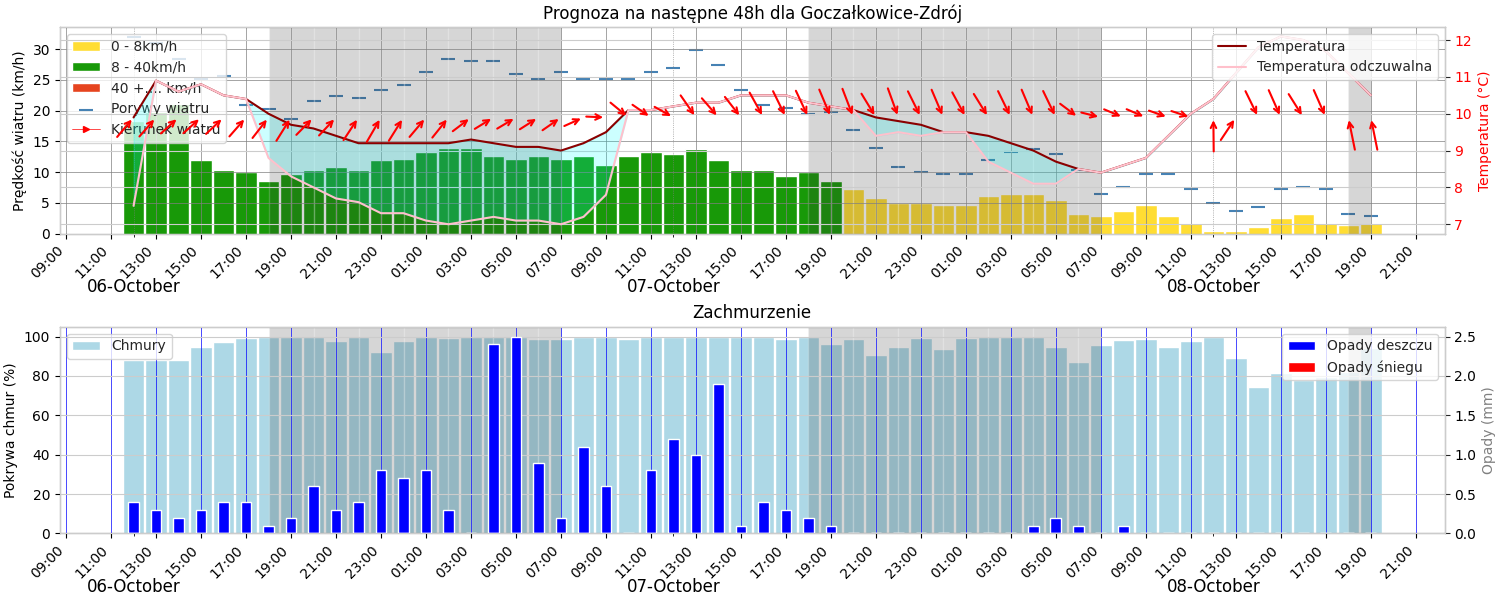 Prognoza na następne 48h dla Goczałkowice-Zdrój
Prędkość wiatru (km/h)
30
25
20
15
10
5
0
0 - 8km/h
8 - 40km/h
40 +.... km/h
Porywy wiatru
Kierunek wiatru
Temperatura
Temperatura odczuwalna
12
11
10
9
8
7
Temperatura (°C)
09:00 11:00 13:00 15:00 17:00 19:00 21:00 23:00 01:00 03:00 05:00 07:00 09:00 11:00 13:00 15:00 17:00 19:00 21:00 23:00 01:00 03:00 05:00 07:00 09:00 11:00 13:00 15:00 17:00 19:00 21:00
06-October 07-October 08-October
Zachmurzenie
Pokrywa chmur (%)
100
80
60
40
20
0
Chmury
Opady deszczu
Opady śniegu
2.5
2.0
1.5
1.0
0.5
0.0
Opady (mm)
09:00 11:00 13:00 15:00 17:00 19:00 21:00 23:00 01:00 03:00 05:00 07:00 09:00 11:00 13:00 15:00 17:00 19:00 21:00 23:00 01:00 03:00 05:00 07:00 09:00 11:00 13:00 15:00 17:00 19:00 21:00
06-October 07-October 08-October